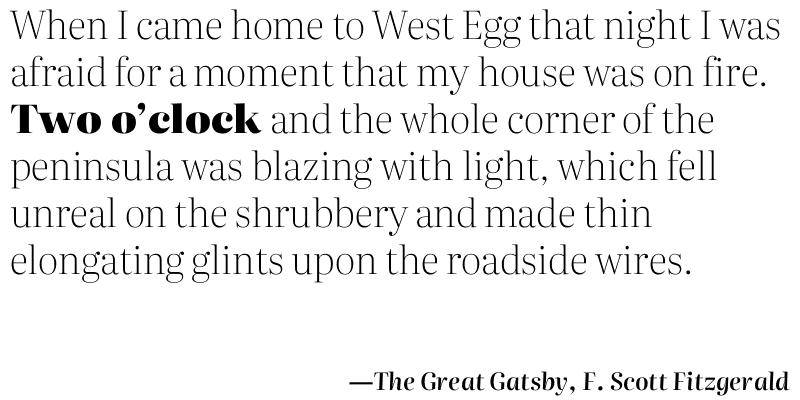 When I came home to West Egg that night I was
afraid for a moment that my house was on fire.
Two o’clock and the whole corner of the
peninsula was blazing with light, which fell
unreal on the shrubbery and made thin
elongating glints upon the roadside wires.
—The Great Gatsby, F. Scott Fitzgerald